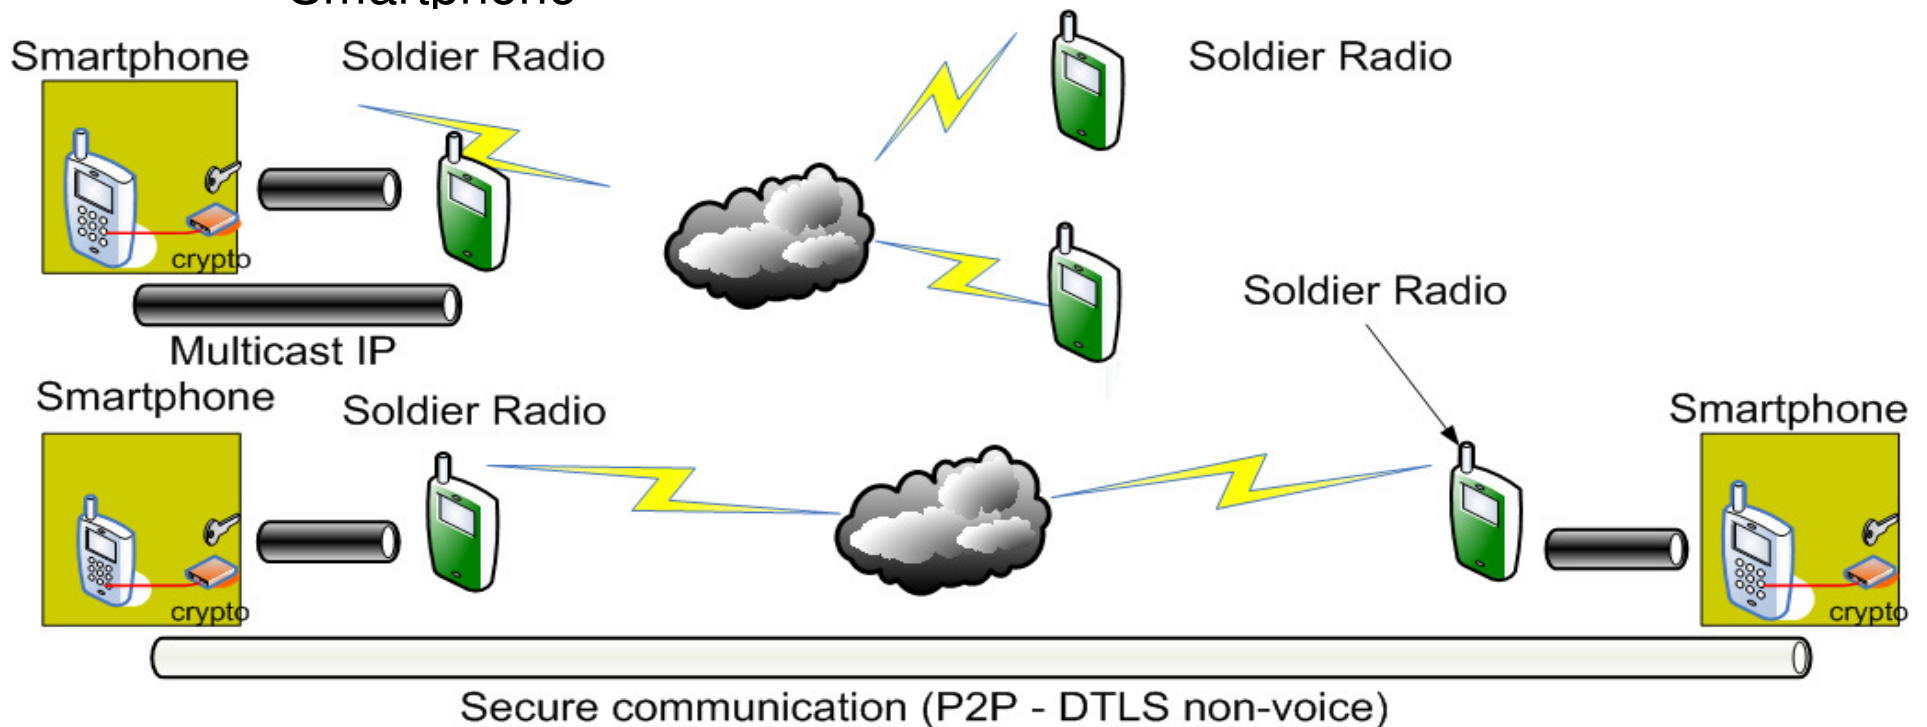 Smartphone
Smartphone
Soldier Radio
Soldier Radio
crypto
Multicast IP
Soldier Radio
Smartphone
Soldier Radio
Smartphone
crypto
crypto
Secure communication (P2P - DTLS non-voice)